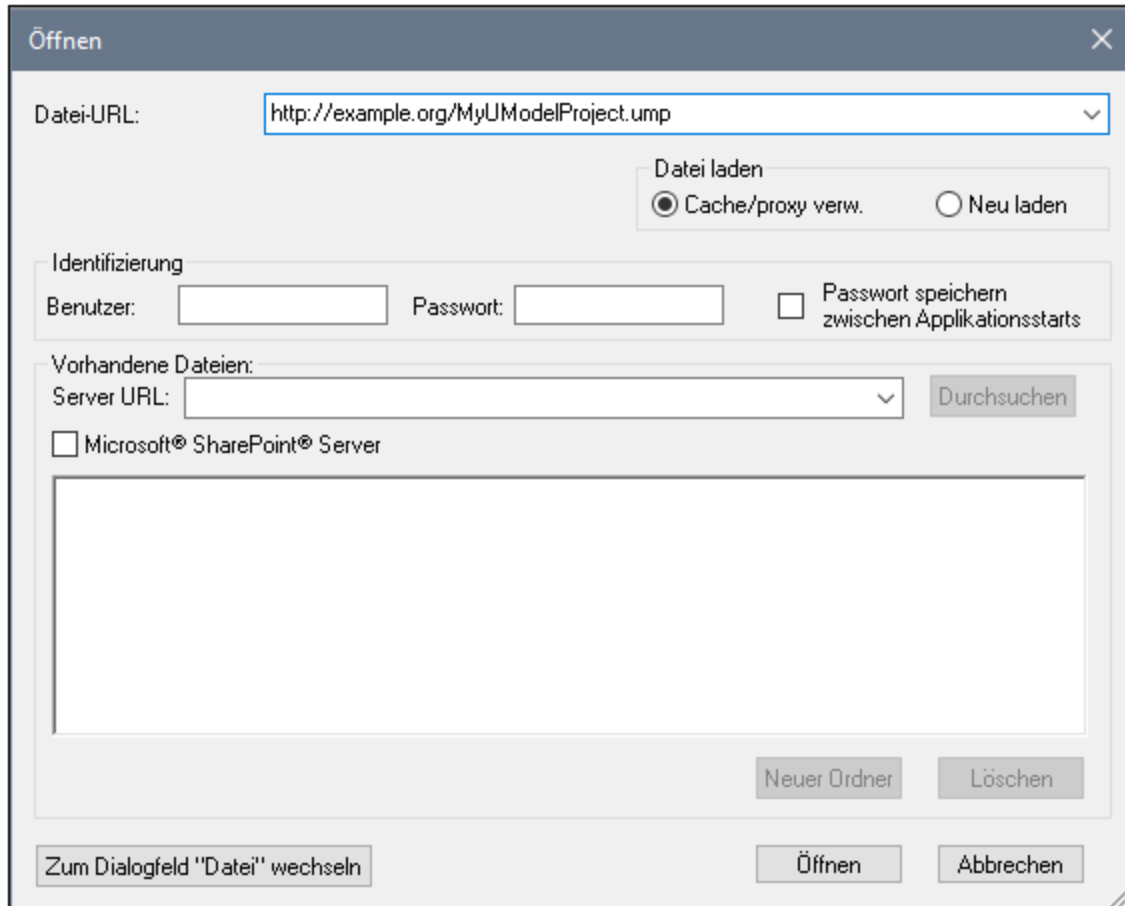 Öffnen
Datei-URL:
http://example.org/MyUModelProject.ump
Datei laden
Cache/proxy verw.
Neu laden
Identifizierung
Benutzer:
Passwort:
Passwort speichern
zwischen Applikationsstarts
Vorhandene Dateien:
Server URL:
Durchsuchen
Microsoft® SharePoint® Server
Neuer Ordner
Löschen
Zum Dialogfeld "Datei" wechseln
Öffnen
Abbrechen